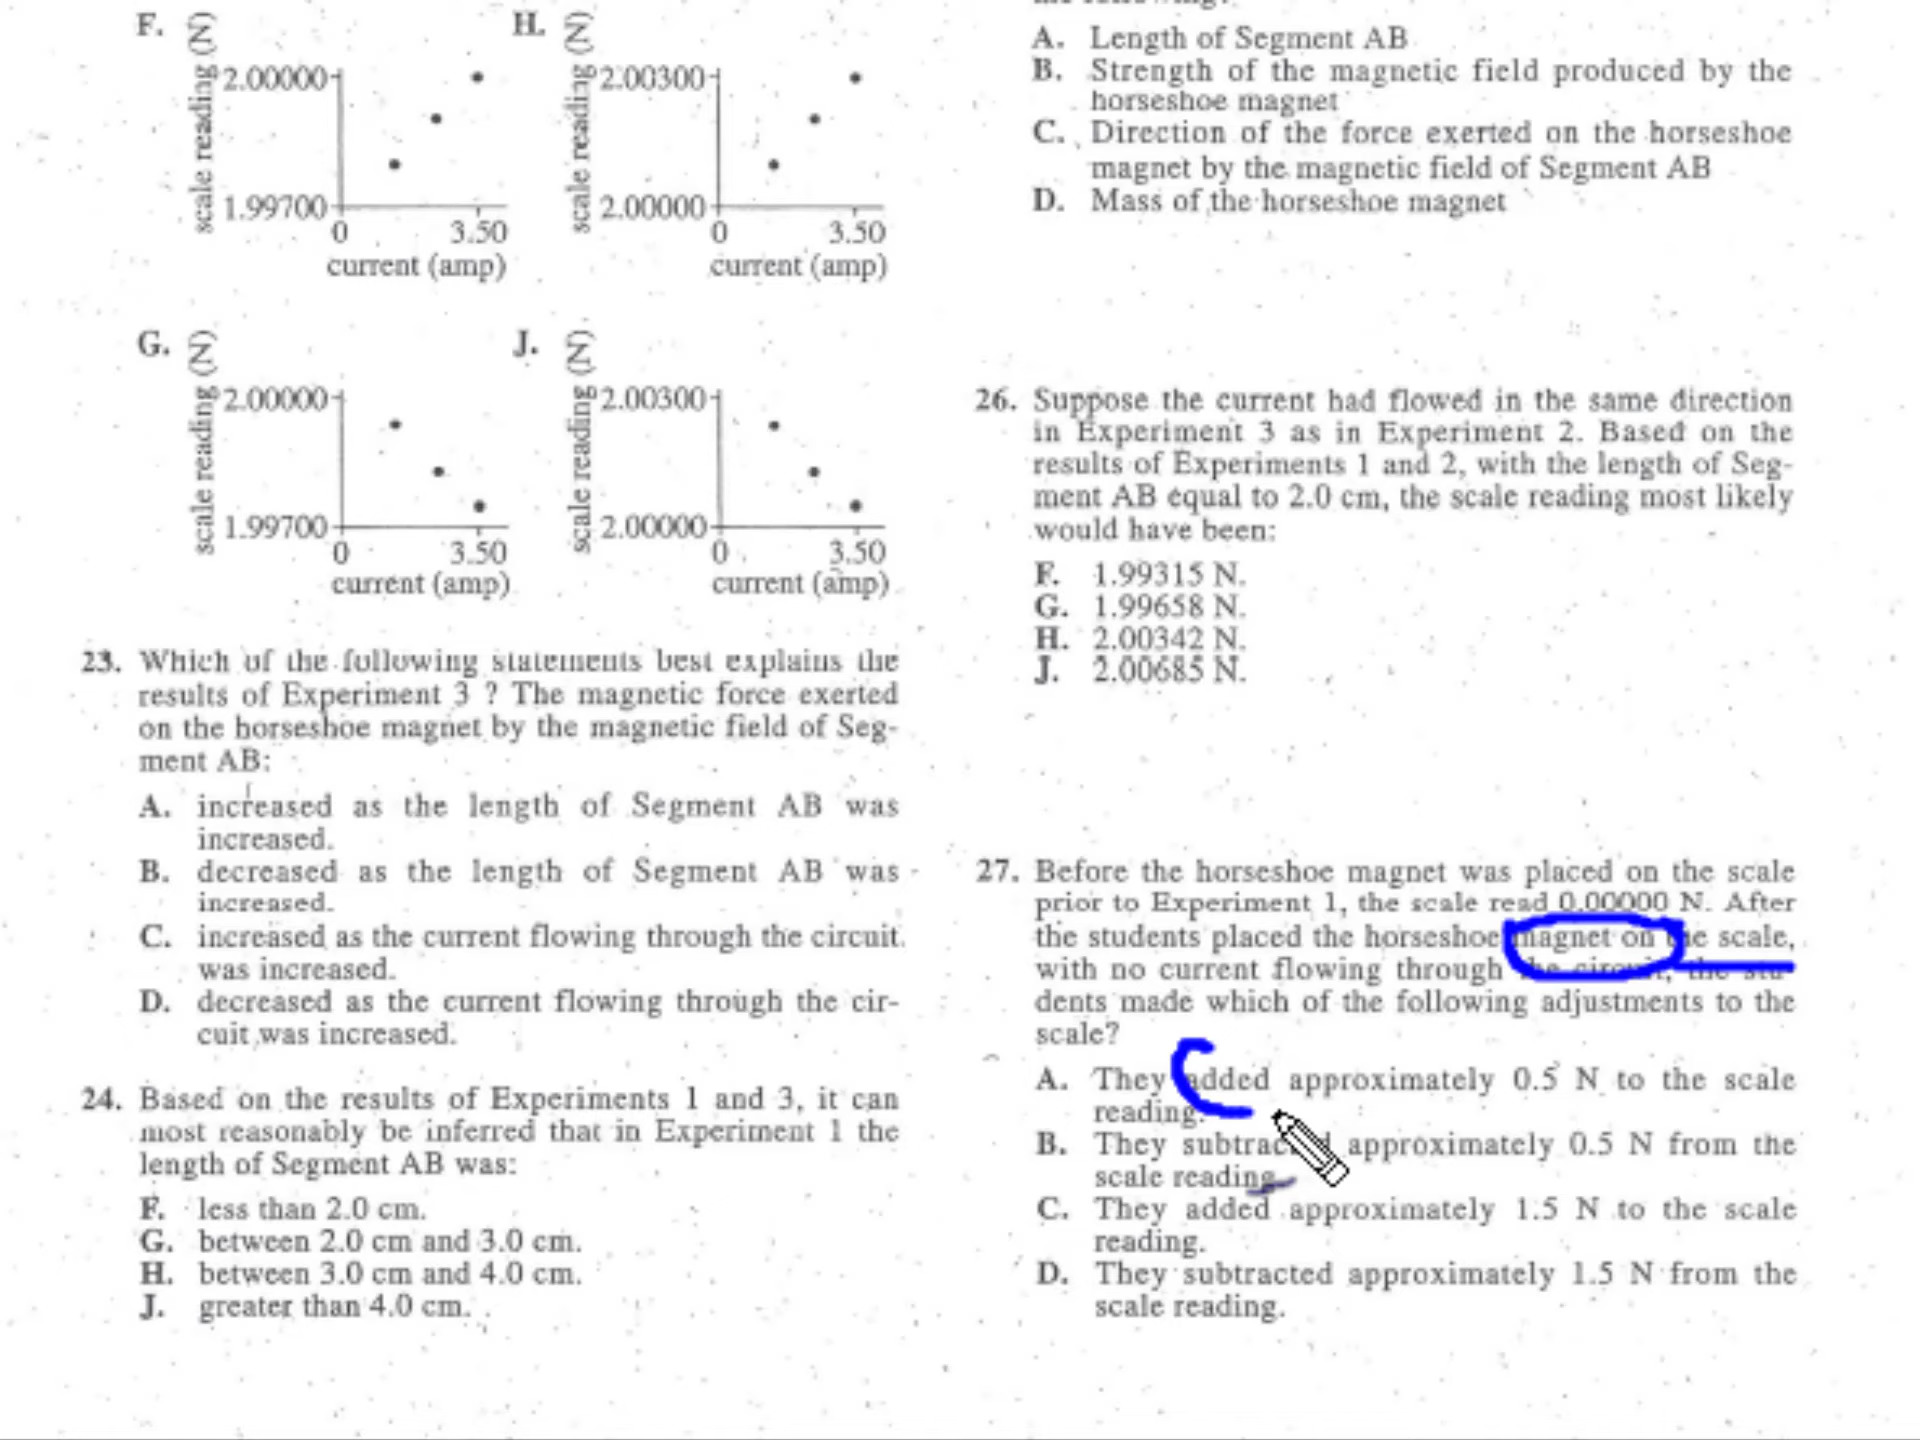 F.
scale reading (N)
2.00000
1.99700
0
3.50
current (amp)
H.
scale reading (N)
2.00300
2.00000
0
3.50
current (amp)
G.
scale reading (N)
2.00000
1.99700
0
3.50
current (amp)
J.
scale reading (N)
2.00300
2.00000
0
3.50
current (amp)
23. Which of the following statements best explains the
results of Experiment 3 ? The magnetic force exerted
on the horseshoe magnet by the magnetic field of Seg-
ment AB:
A. increased as the length of Segment AB was
increased.
B. decreased as the length of Segment AB was
increased.
C. increased as the current flowing through the circuit
was increased.
D. decreased as the current flowing through the cir-
cuit was increased.
24. Based on the results of Experiments 1 and 3, it can
most reasonably be inferred that in Experiment 1 the
length of Segment AB was:
F. less than 2.0 cm.
G. between 2.0 cm and 3.0 cm.
H. between 3.0 cm and 4.0 cm.
J. greater than 4.0 cm.
A. Length of Segment AB
B. Strength of the magnetic field produced by the
horseshoe magnet
C. Direction of the force exerted on the horseshoe
magnet by the magnetic field of Segment AB
D. Mass of the horseshoe magnet
26. Suppose the current had flowed in the same direction
in Experiment 3 as in Experiment 2. Based on the
results of Experiments 1 and 2, with the length of Seg-
ment AB equal to 2.0 cm, the scale reading most likely
would have been:
F. 1.99315 N.
G. 1.99658 N.
H. 2.00342 N.
J. 2.00685 N.
27. Before the horseshoe magnet was placed on the scale
prior to Experiment 1, the scale read 0.00000 N. After
the students placed the horseshoe magnet on the scale,
with no current flowing through the circuit, the stu-
dents made which of the following adjustments to the
scale?
A. They added approximately 0.5 N to the scale
reading.
B. They subtracted approximately 0.5 N from the
scale reading.
C. They added approximately 1.5 N to the scale
reading.
D. They subtracted approximately 1.5 N from the
scale reading.